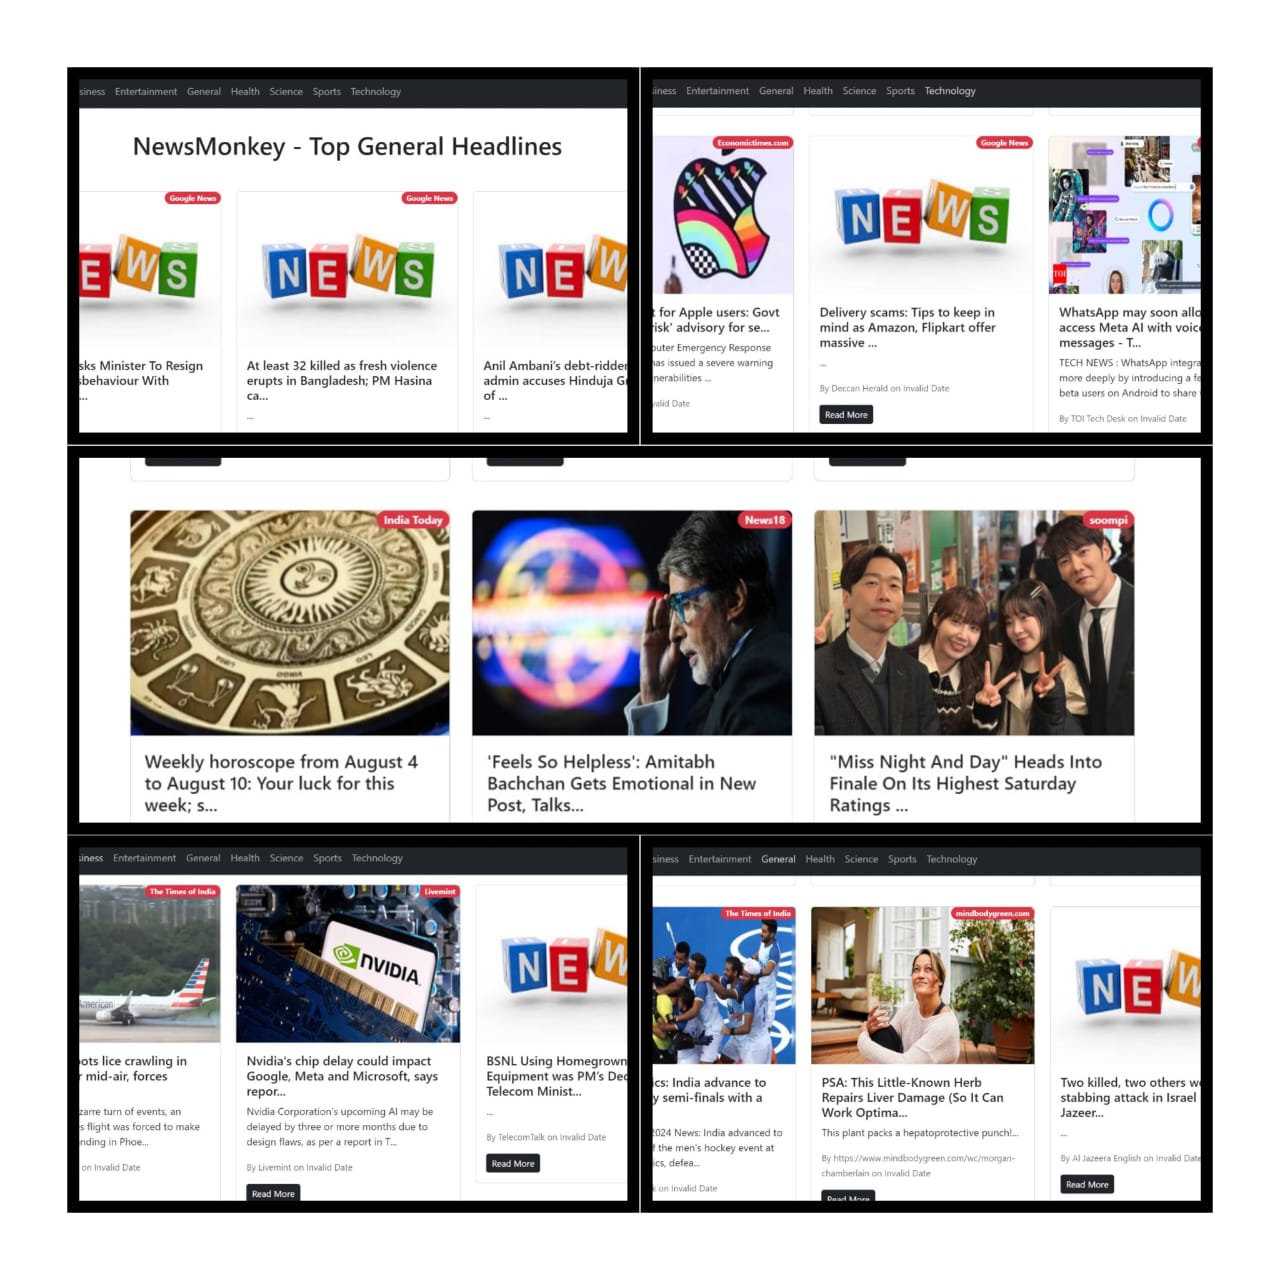 siness Entertainment General Health Science Sports Technology
NewsMonkey - Top General Headlines
Google News
Google News
EWS
NEWS
NEW
sks Minister To Resign
sbehaviour With
...
At least 32 killed as fresh violence
erupts in Bangladesh; PM Hasina
ca...
...
Anil Ambani's debt-ridden
admin accuses Hinduja Gr
of ...
...
siness Entertainment General Health Science Sports Technology
Economictimes.com
Google News
NEWS
TOI
t for Apple users: Govt
risk' advisory for se...
puter Emergency Response
has issued a severe warning
nerabilities ...
valid Date
Delivery scams: Tips to keep in
mind as Amazon, Flipkart offer
massive ...
...
By Deccan Herald on Invalid Date
Read More
WhatsApp may soon allo
access Meta AI with voice
messages - T...
TECH NEWS : WhatsApp integra
more deeply by introducing a fe
beta users on Android to share
By TOI Tech Desk on Invalid Date
India Today
News18
soompi
Weekly horoscope from August 4
to August 10: Your luck for this
week; s...
'Feels So Helpless': Amitabh
Bachchan Gets Emotional in New
Post, Talks...
"Miss Night And Day" Heads Into
Finale On Its Highest Saturday
Ratings ...
siness Entertainment General Health Science Sports Technology
The Times of India
Livemint
American
NVIDIA.
NEW
ots lice crawling in
r mid-air, forces
zarre turn of events, an
s flight was forced to make
nding in Phoe...
on Invalid Date
Nvidia's chip delay could impact
Google, Meta and Microsoft, says
repor...
Nvidia Corporation's upcoming AI may be
delayed by three or more months due to
design flaws, as per a report in T...
By Livemint on Invalid Date
Read More
BSNL Using Homegrown
Equipment was PM's Dec
Telecom Minist...
...
By TelecomTalk on Invalid Date
Read More
siness Entertainment General Health Science Sports Technology
The Times of India
mindbodygreen.com
NEW
ics: India advance to
y semi-finals with a
2024 News: India advanced to
f the men's hockey event at
ics, defea...
k on Invalid Date
PSA: This Little-Known Herb
Repairs Liver Damage (So It Can
Work Optima...
This plant packs a hepatoprotective punch!...
By https://www.mindbodygreen.com/wc/morgan-
chamberlain on Invalid Date
Read More
Two killed, two others w
stabbing attack in Israel
Jazeer...
...
By Al Jazeera English on Invalid Date
Read More